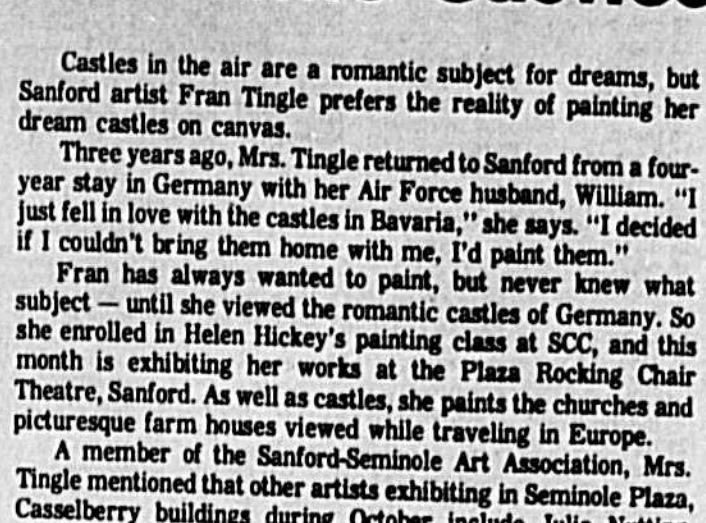 Castles in the air are a romantic subject for dreams, but
Sanford artist Fran Tingle prefers the reality of painting her
dream castles on canvas.
Three years ago, Mrs. Tingle returned to Sanford from a four-
year stay in Germany with her Air Force husband, William. "I
just fell in love with the castles in Bavaria," she says. "I decided
if I couldn't bring them home with me, I'd paint them."
Fran has always wanted to paint, but never knew what
subject — until she viewed the romantic castles of Germany. So
she enrolled in Helen Hickey's painting class at SCC, and this
month is exhibiting her works at the Plaza Rocking Chair
Theatre, Sanford. As well as castles, she paints the churches and
picturesque farm houses viewed while traveling in Europe.
A member of the Sanford-Seminole Art Association, Mrs.
Tingle mentioned that other artists exhibiting in Seminole Plaza,
Casselberry buildings during October include